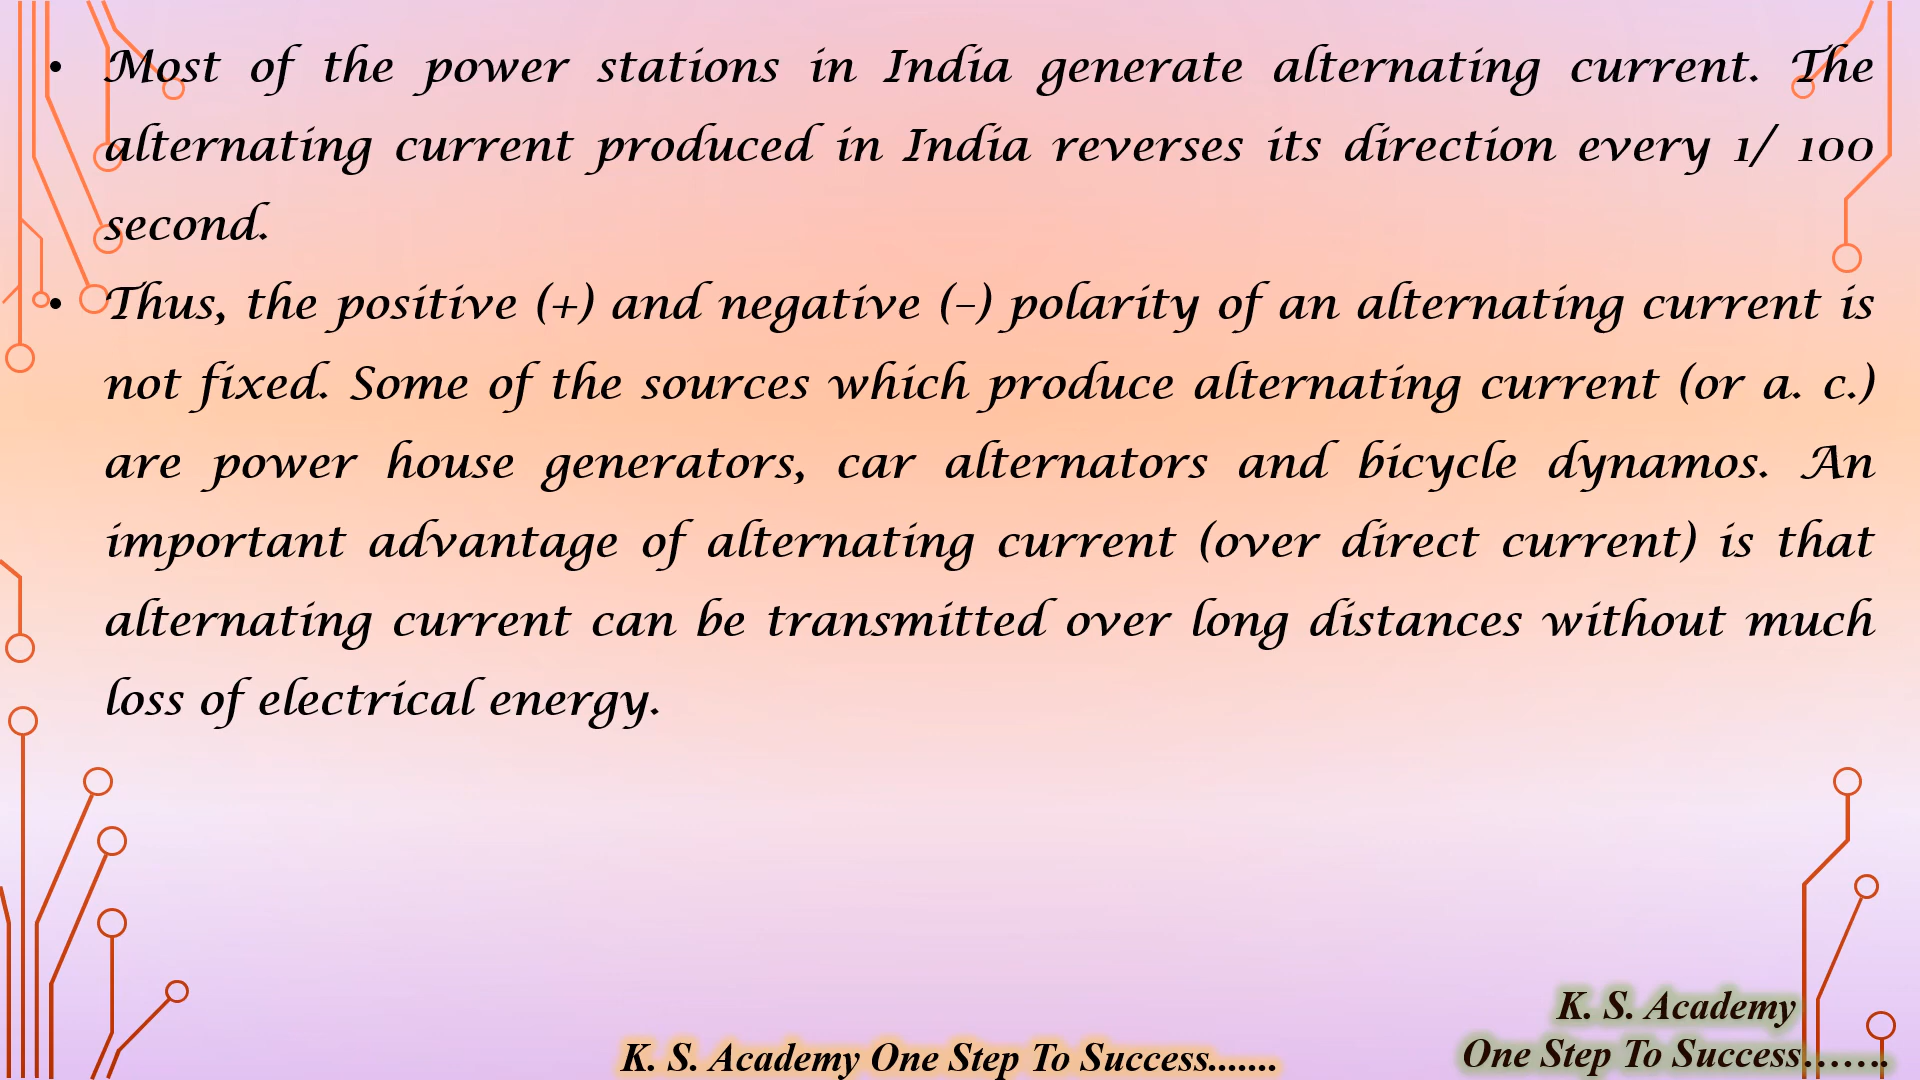 • Most of the power stations in India generate alternating current. The
alternating current produced in India reverses its direction every 1/ 100
second.
• Thus, the positive (+) and negative (–) polarity of an alternating current is
not fixed. Some of the sources which produce alternating current (or a. c.)
are power house generators, car alternators and bicycle dynamos. An
important advantage of alternating current (over direct current) is that
alternating current can be transmitted over long distances without much
loss of electrical energy.
K. S. Academy
One Step To Success…….
K. S. Academy One Step To Success.......